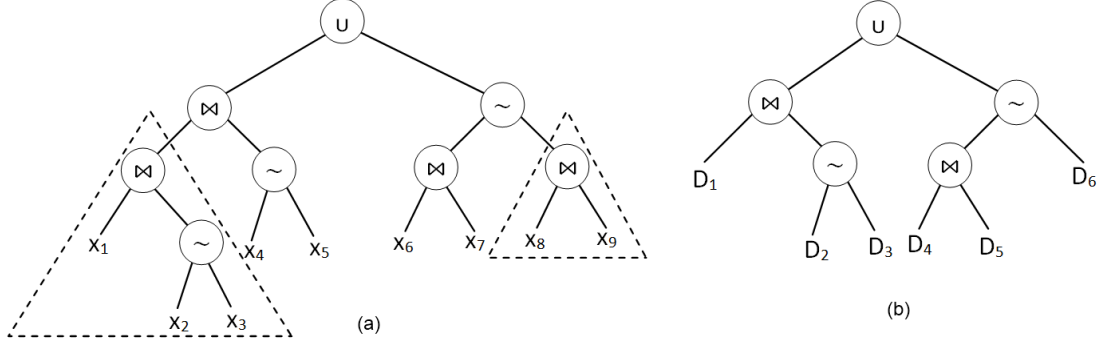 ∪ ∪
⋈ ~ ⋈ ~
⋈ ~ ⋈ ⋈ ~ ⋈
D₁ D₆
x₁ ~ x₄ x₅ x₆ x₇ x₈ x₉ D₂ D₃ D₄ D₅
x₂ x₃ (a) (b)